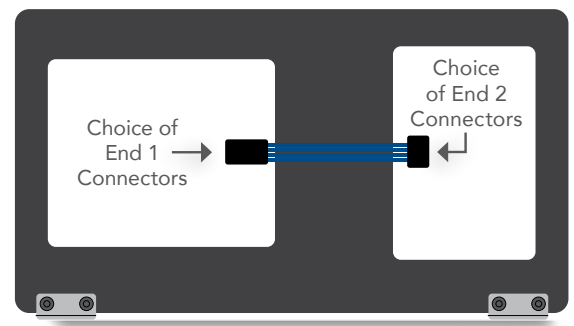 Choice of
End 1
Connectors
Choice
of End 2
Connectors